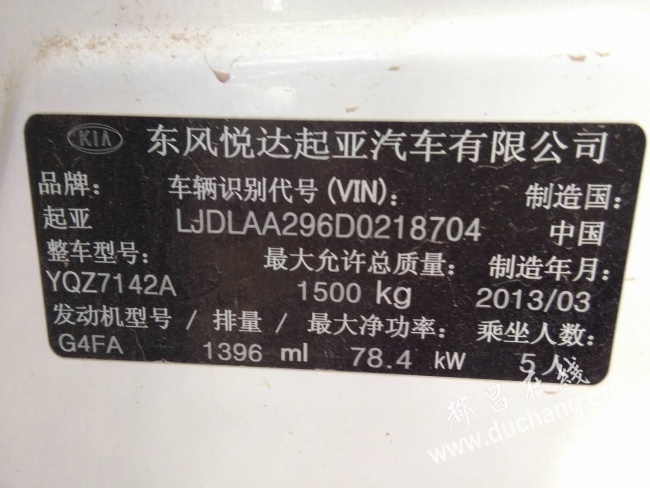 KIA 东风悦达起亚汽车有限公司
品牌： 车辆识别代号(VIN)： 制造国：
起亚 LJDLAA296D0218704 中国
整车型号： 最大允许总质量： 制造年月：
YQZ7142A 1500 kg 2013/03
发动机型号 / 排量 / 最大净功率： 乘坐人数：
G4FA 1396 ml 78.4 kW 5人
都昌在线
www.duchang.cn